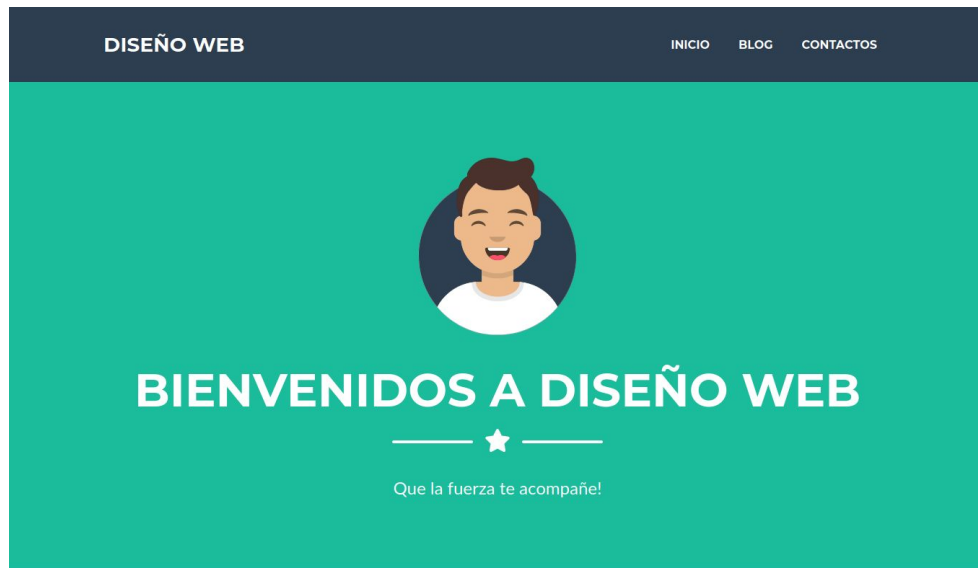 DISEÑO WEB
INICIO BLOG CONTACTOS
BIENVENIDOS A DISEÑO WEB
Que la fuerza te acompañe!